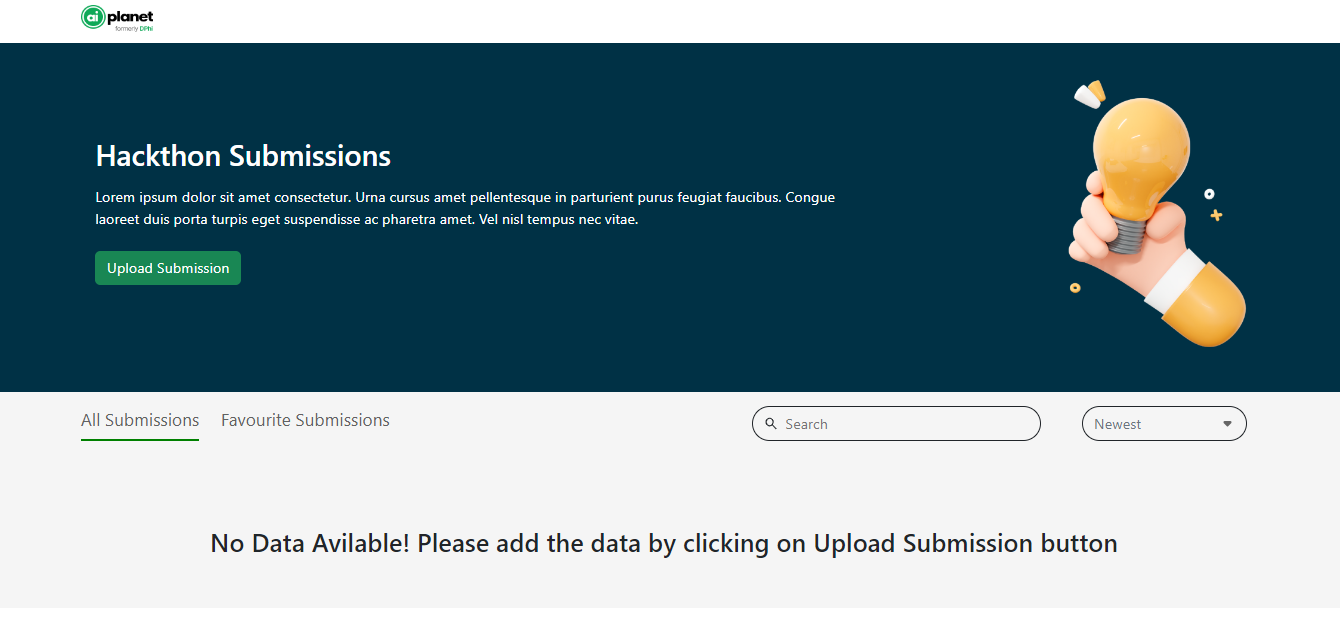 ai planet
formerly DPhi
Hackthon Submissions
Lorem ipsum dolor sit amet consectetur. Urna cursus amet pellentesque in parturient purus feugiat faucibus. Congue
laoreet duis porta turpis eget suspendisse ac pharetra amet. Vel nisl tempus nec vitae.
Upload Submission
All Submissions
Favourite Submissions
Search
Newest
No Data Avilable! Please add the data by clicking on Upload Submission button